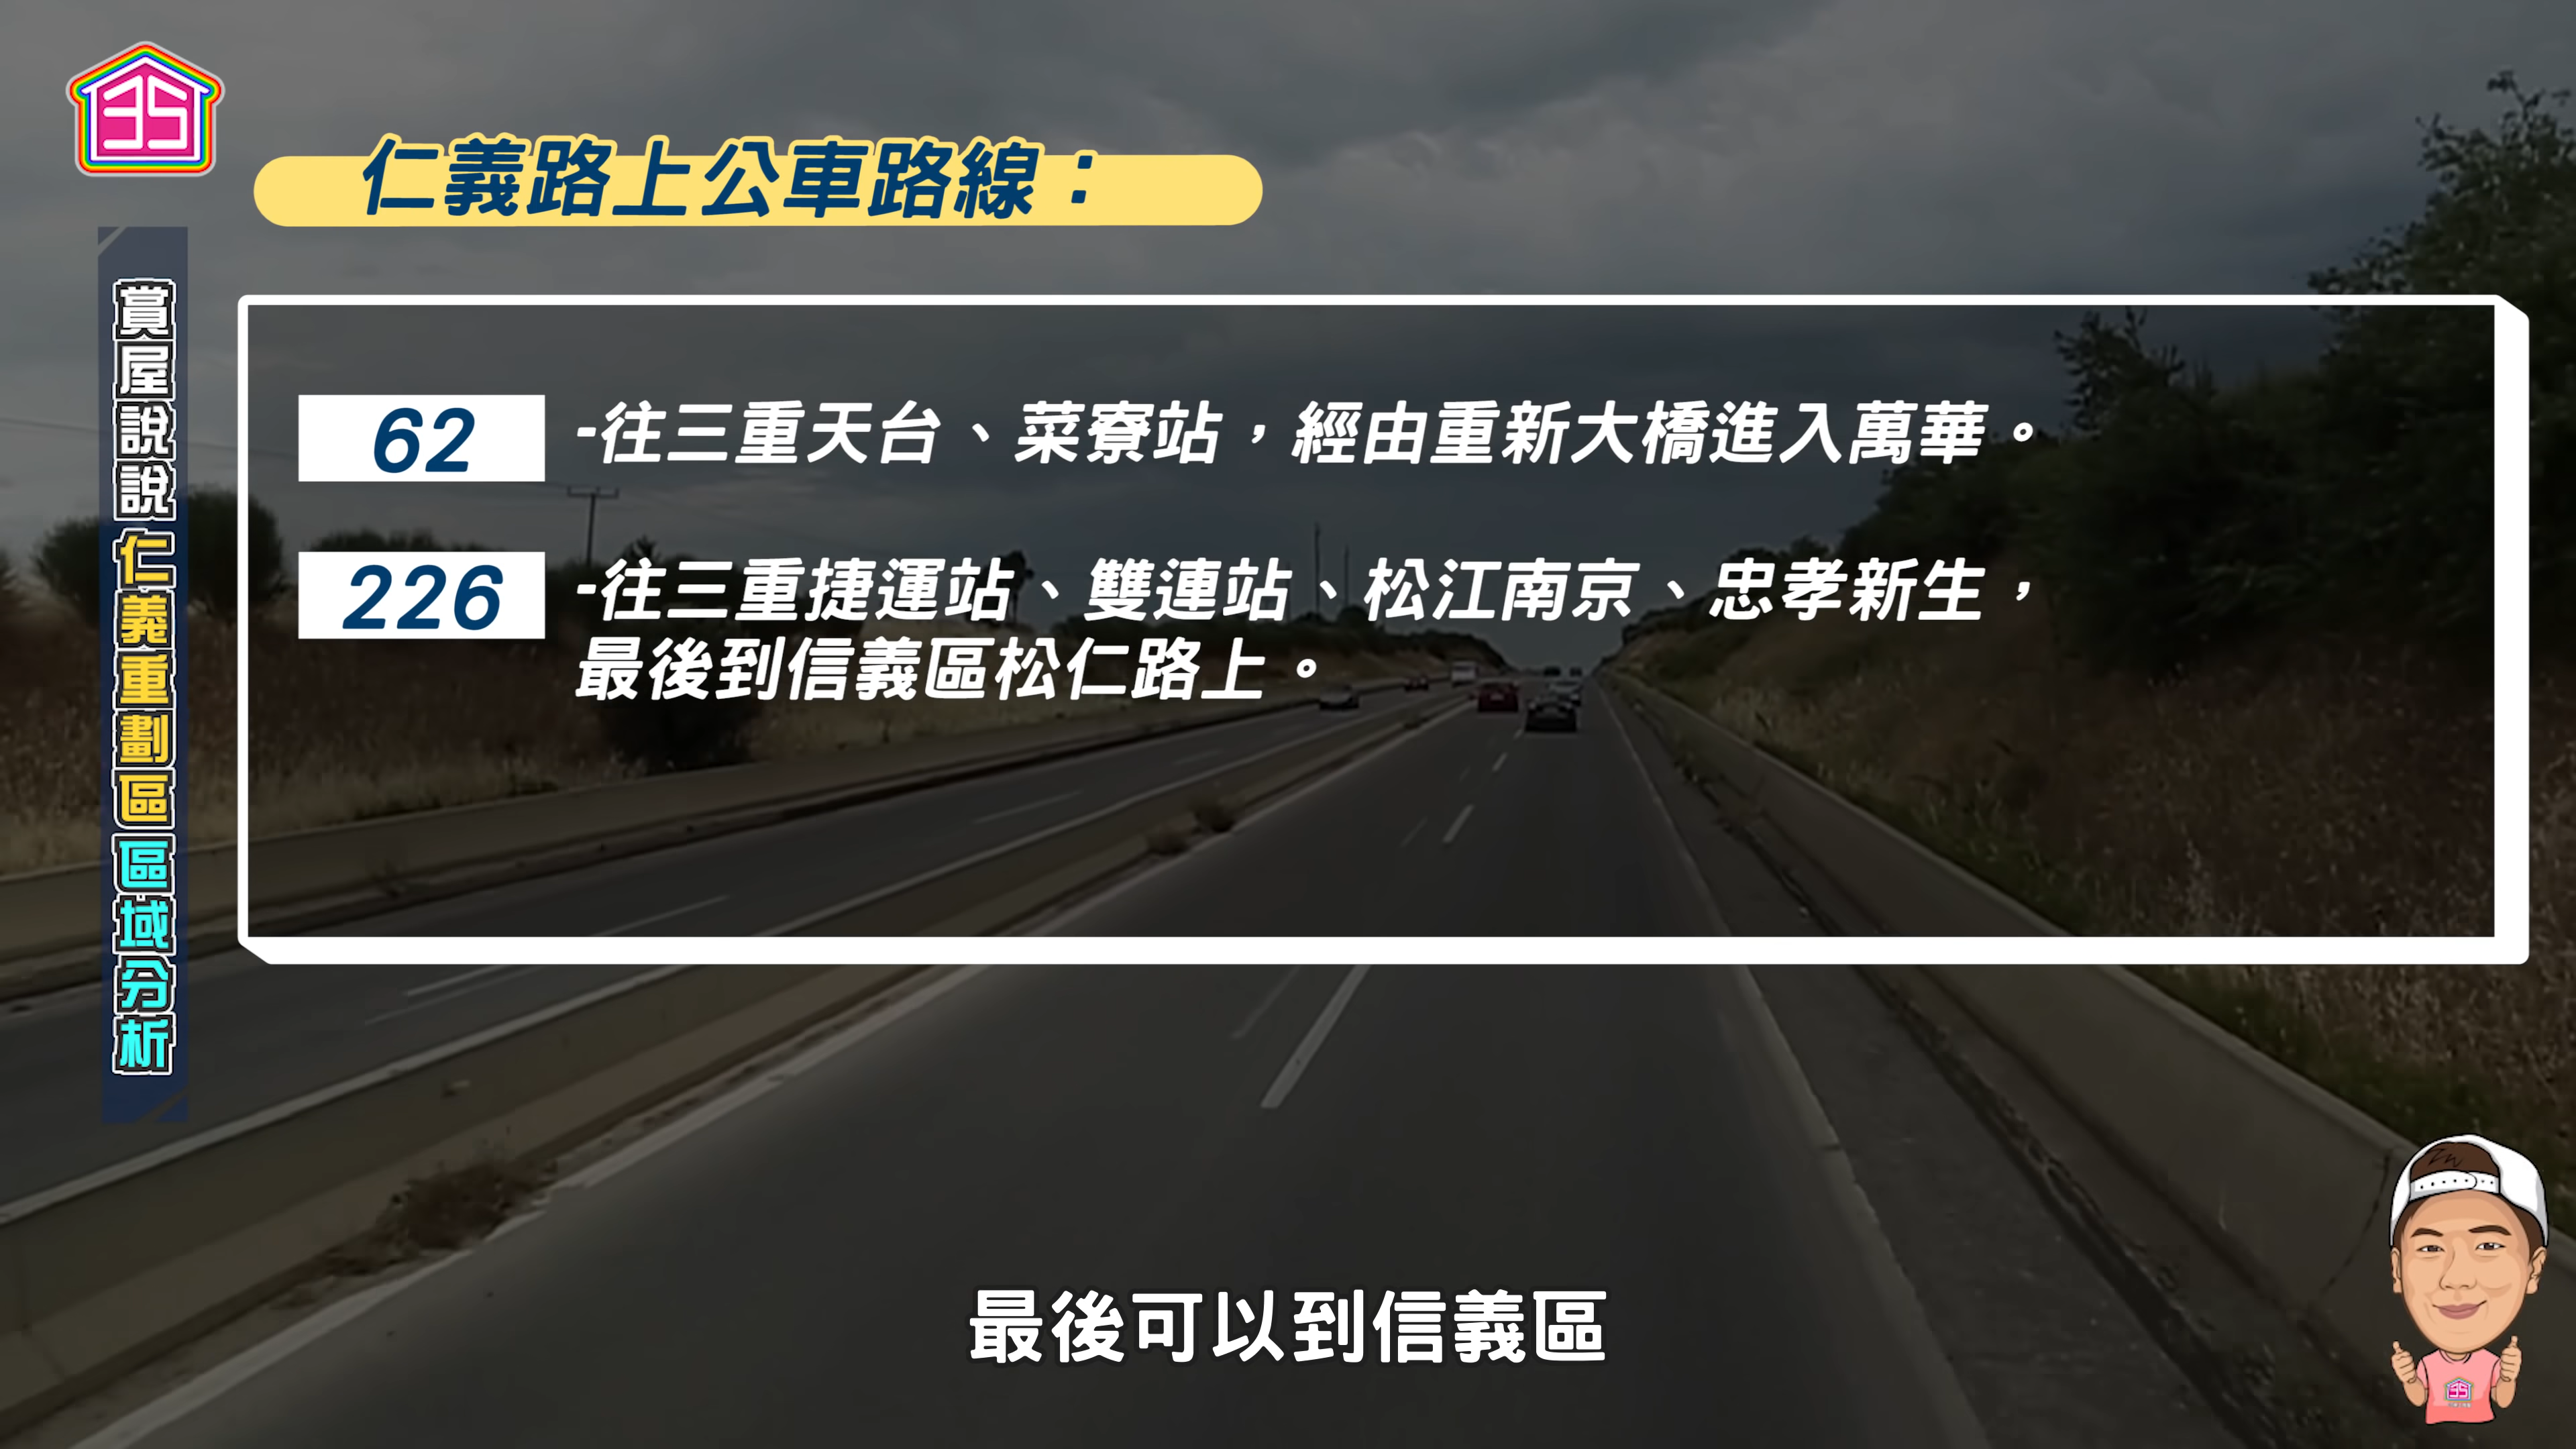 35
仁義路上公車路線：
賞屋說說仁義重劃區區域分析
62 -往三重天台、菜寮站，經由重新大橋進入萬華。
226 -往三重捷運站、雙連站、松江南京、忠孝新生，
最後到信義區松仁路上。
最後可以到信義區
35